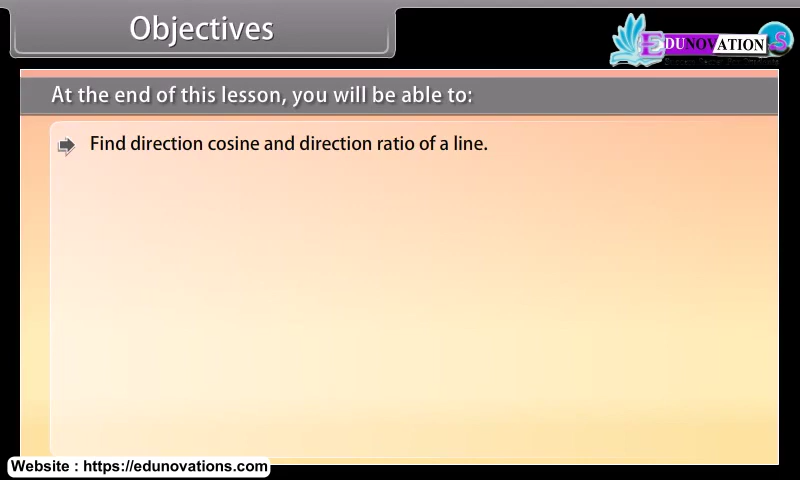 Objectives
EDUNOVATION.S
At the end of this lesson, you will be able to:
Find direction cosine and direction ratio of a line.
Website : https://edunovations.com